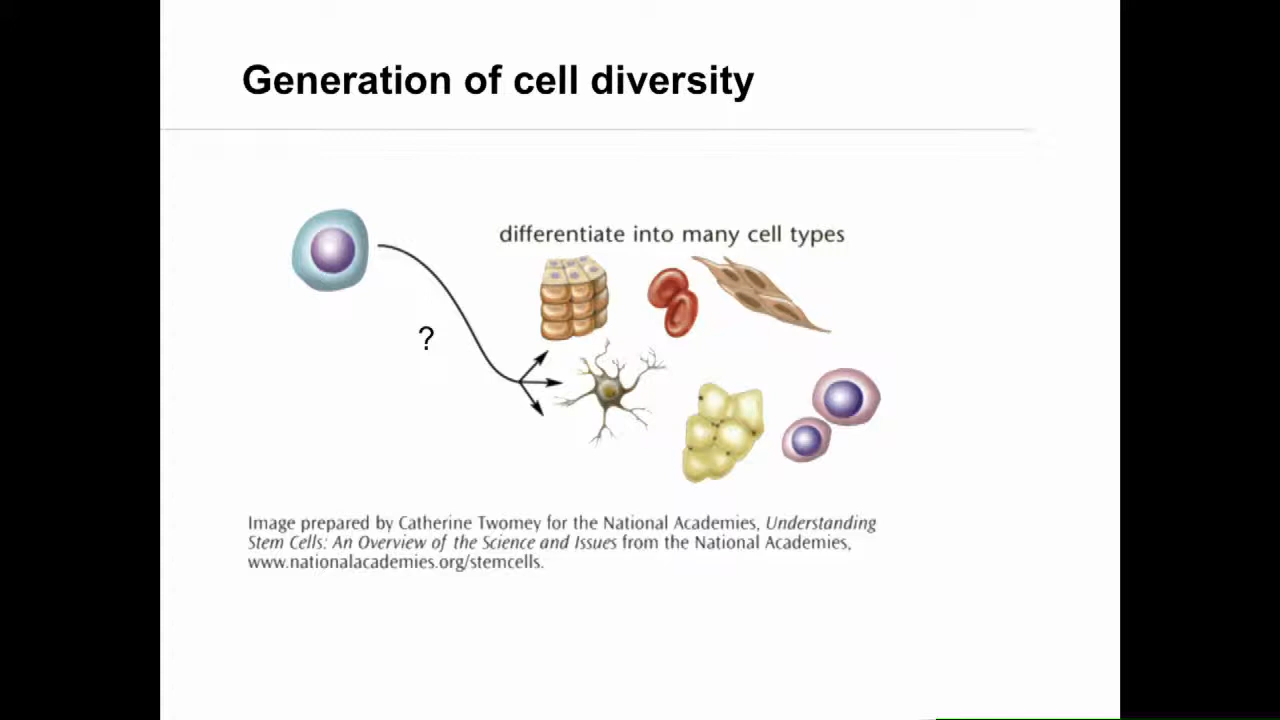 Generation of cell diversity
differentiate into many cell types
?
Image prepared by Catherine Twomey for the National Academies, Understanding
Stem Cells: An Overview of the Science and Issues from the National Academies,
www.nationalacademies.org/stemcells.